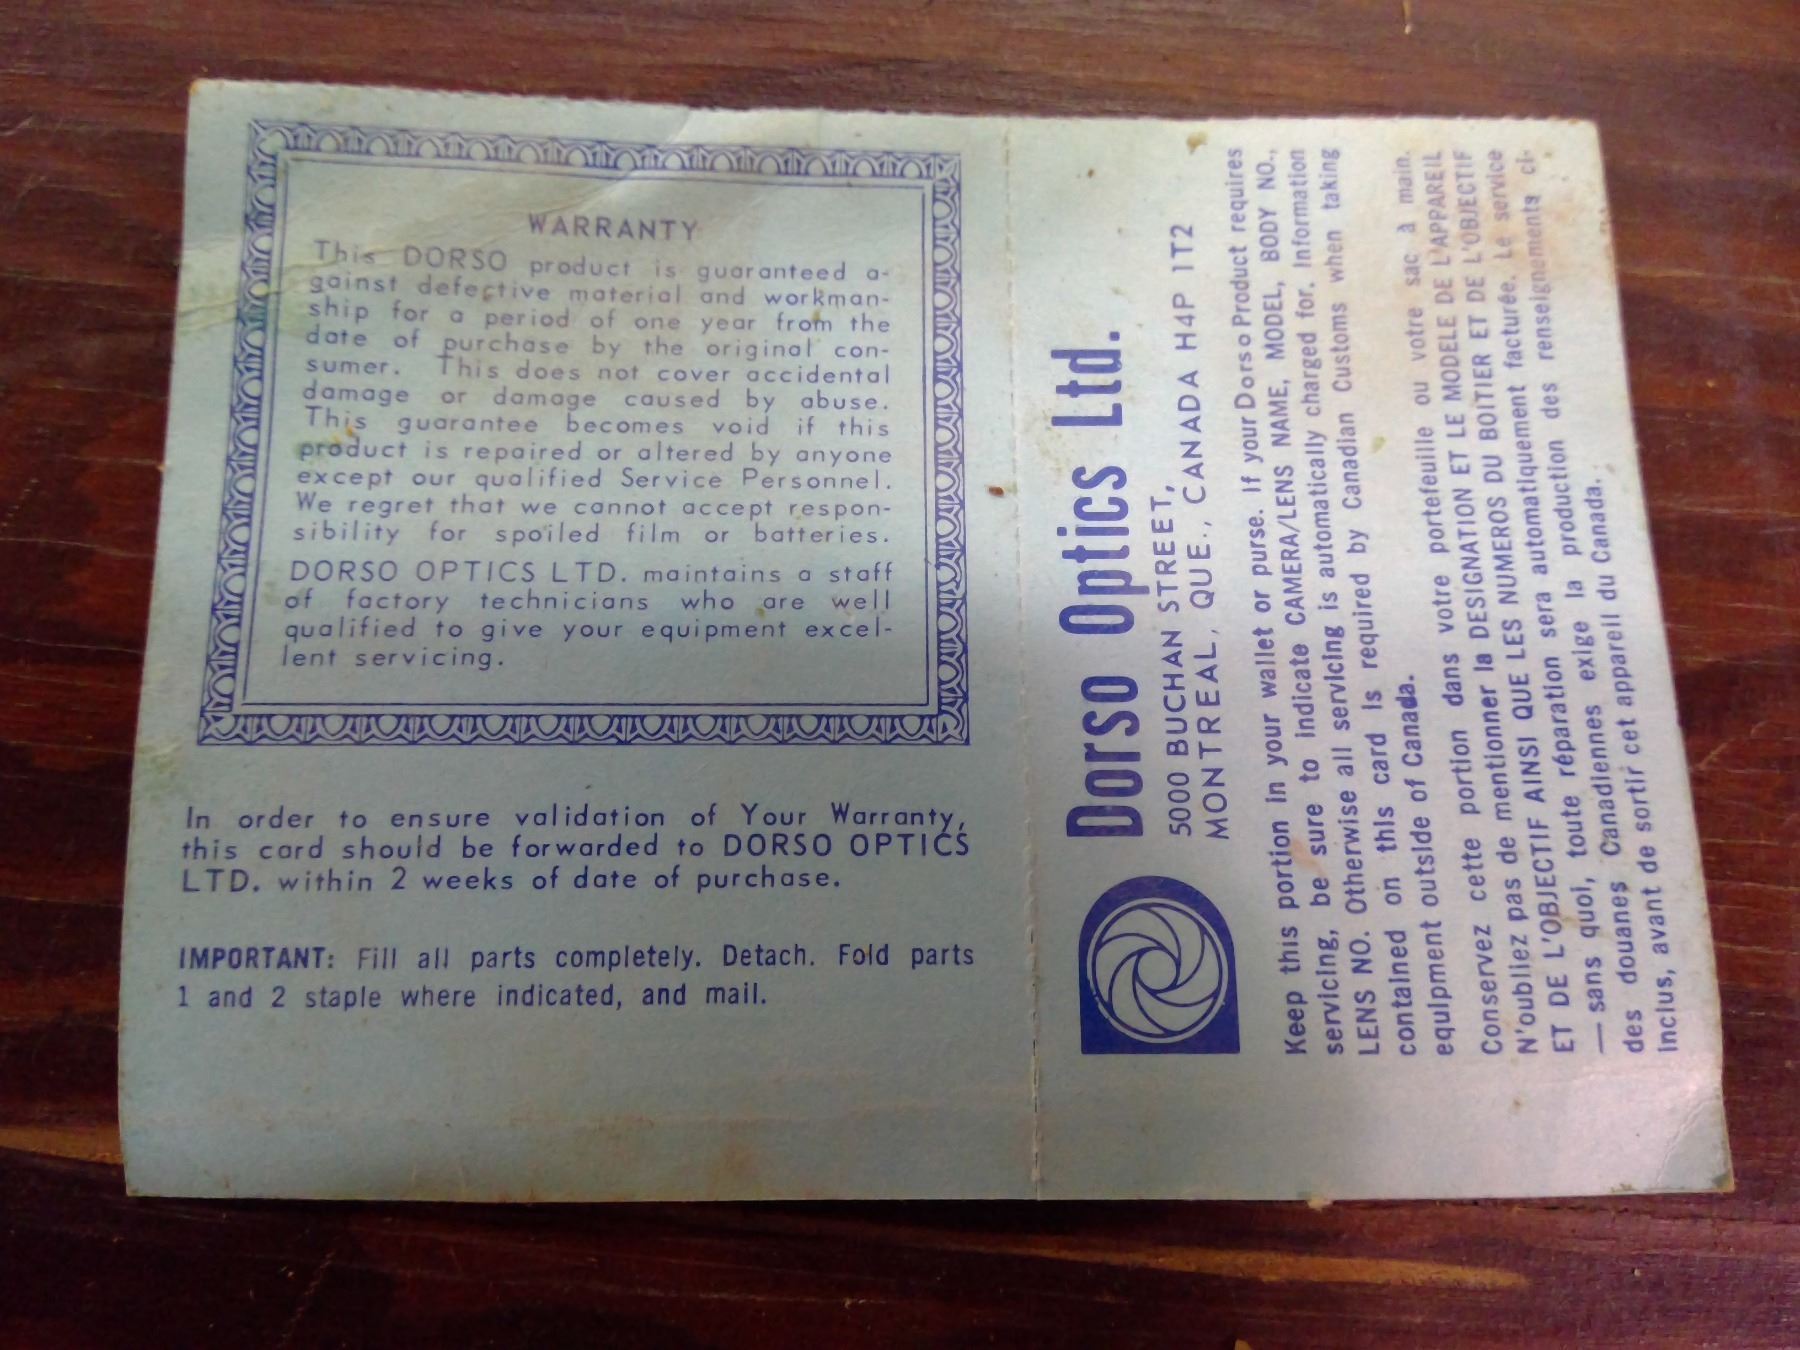 WARRANTY
This DORSO product is guaranteed a-
gainst defective material and workman-
ship for a period of one year from the
date of purchase by the original con-
sumer. This does not cover accidental
damage or damage caused by abuse.
This guarantee becomes void if this
product is repaired or altered by anyone
except our qualified Service Personnel.
We regret that we cannot accept respon-
sibility for spoiled film or batteries.
DORSO OPTICS LTD. maintains a staff
of factory technicians who are well
qualified to give your equipment excel-
lent servicing.
In order to ensure validation of Your Warranty,
this card should be forwarded to DORSO OPTICS
LTD. within 2 weeks of date of purchase.
IMPORTANT: Fill all parts completely. Detach. Fold parts
1 and 2 staple where indicated, and mail.
Dorso Optics Ltd.
5000 BUCHAN STREET,
MONTREAL, QUE., CANADA H4P 1T2
Keep this portion in your wallet or purse. If your Dorso Product requires
servicing, be sure to indicate CAMERA/LENS NAME, MODEL, BODY NO.,
LENS NO. Otherwise all servicing is automatically charged for. Information
contained on this card is required by Canadian Customs when taking
equipment outside of Canada.
Conservez cette portion dans votre portefeuille ou votre sac à main.
N'oubliez pas de mentionner la DESIGNATION ET LE MODELE DE L'APPAREIL
ET DE L'OBJECTIF AINSI QUE LES NUMEROS DU BOITIER ET DE L'OBJECTIF
— sans quoi, toute réparation sera automatiquement facturée. Le service
des douanes Canadiennes exige la production des renseignements ci-
inclus, avant de sortir cet appareil du Canada.